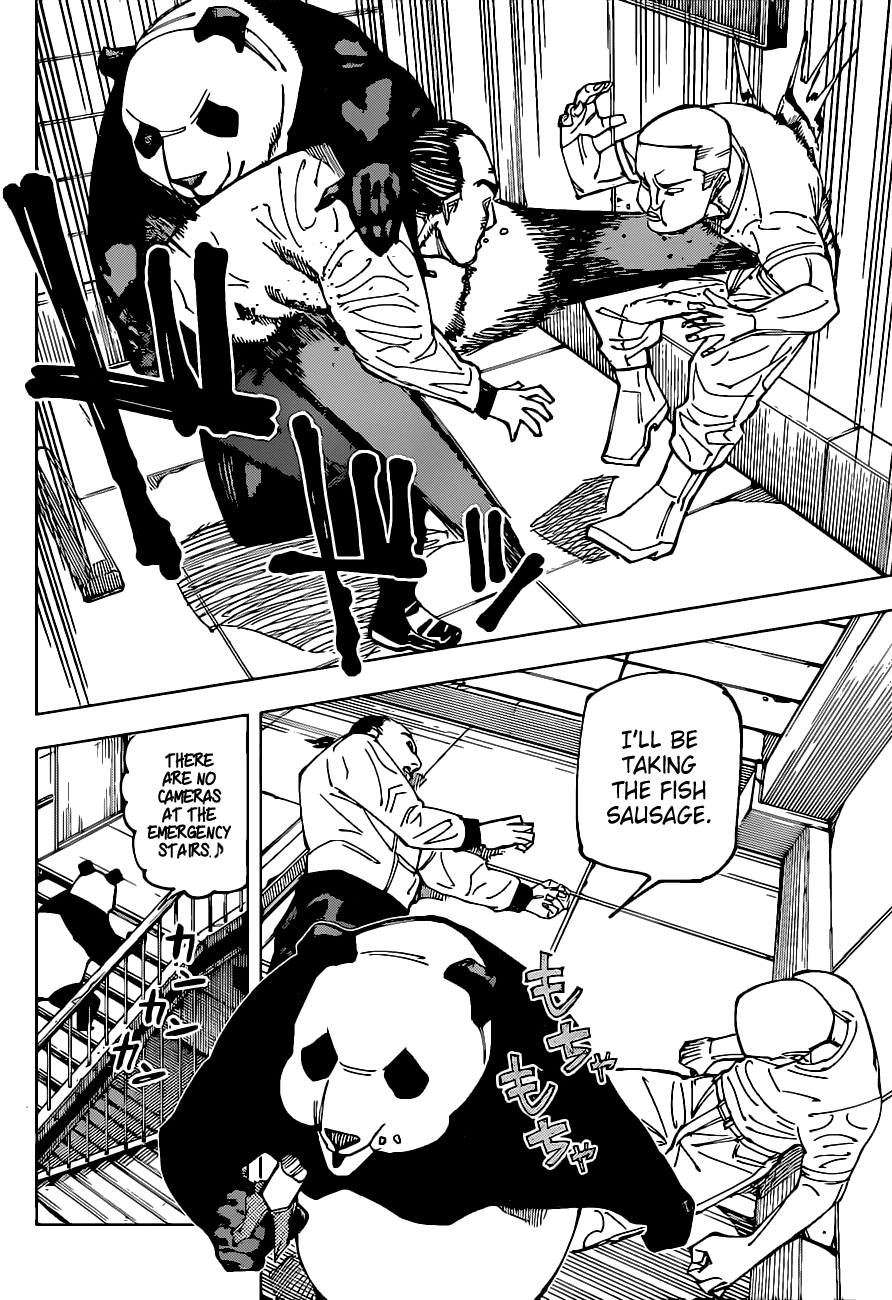 I'LL BE
TAKING
THE FISH
SAUSAGE.
もちゃ
もちゃ
THERE
ARE NO
CAMERAS
AT THE
EMERGENCY
STAIRS.♪
カン
カン
カン